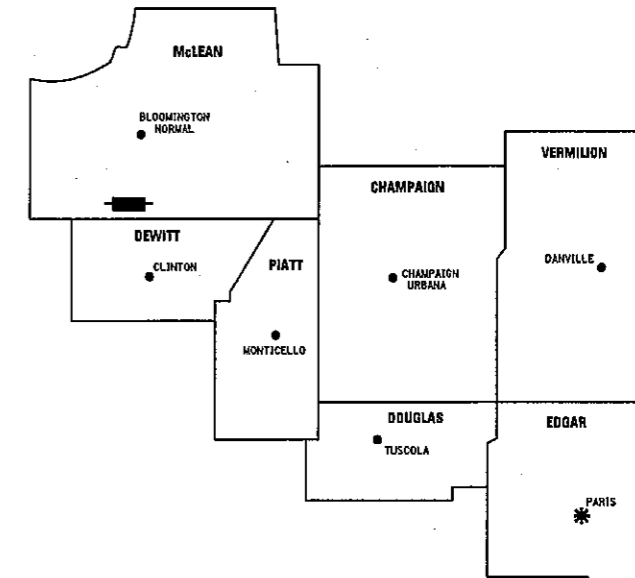 McLEAN
BLOOMINGTON
NORMAL
VERMILION
CHAMPAIGN
DEWITT
PIATT
CLINTON
DANVILLE
CHAMPAIGN
URBANA
MONTICELLO
DOUGLAS
EDGAR
TUSCOLA
PARIS